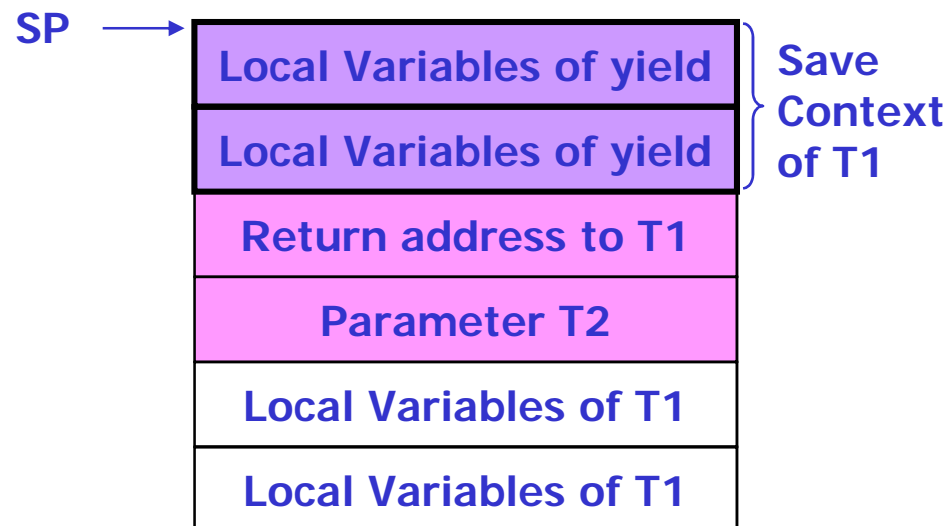 SP
Local Variables of yield
Local Variables of yield
Save
Context
of T1
Return address to T1
Parameter T2
Local Variables of T1
Local Variables of T1